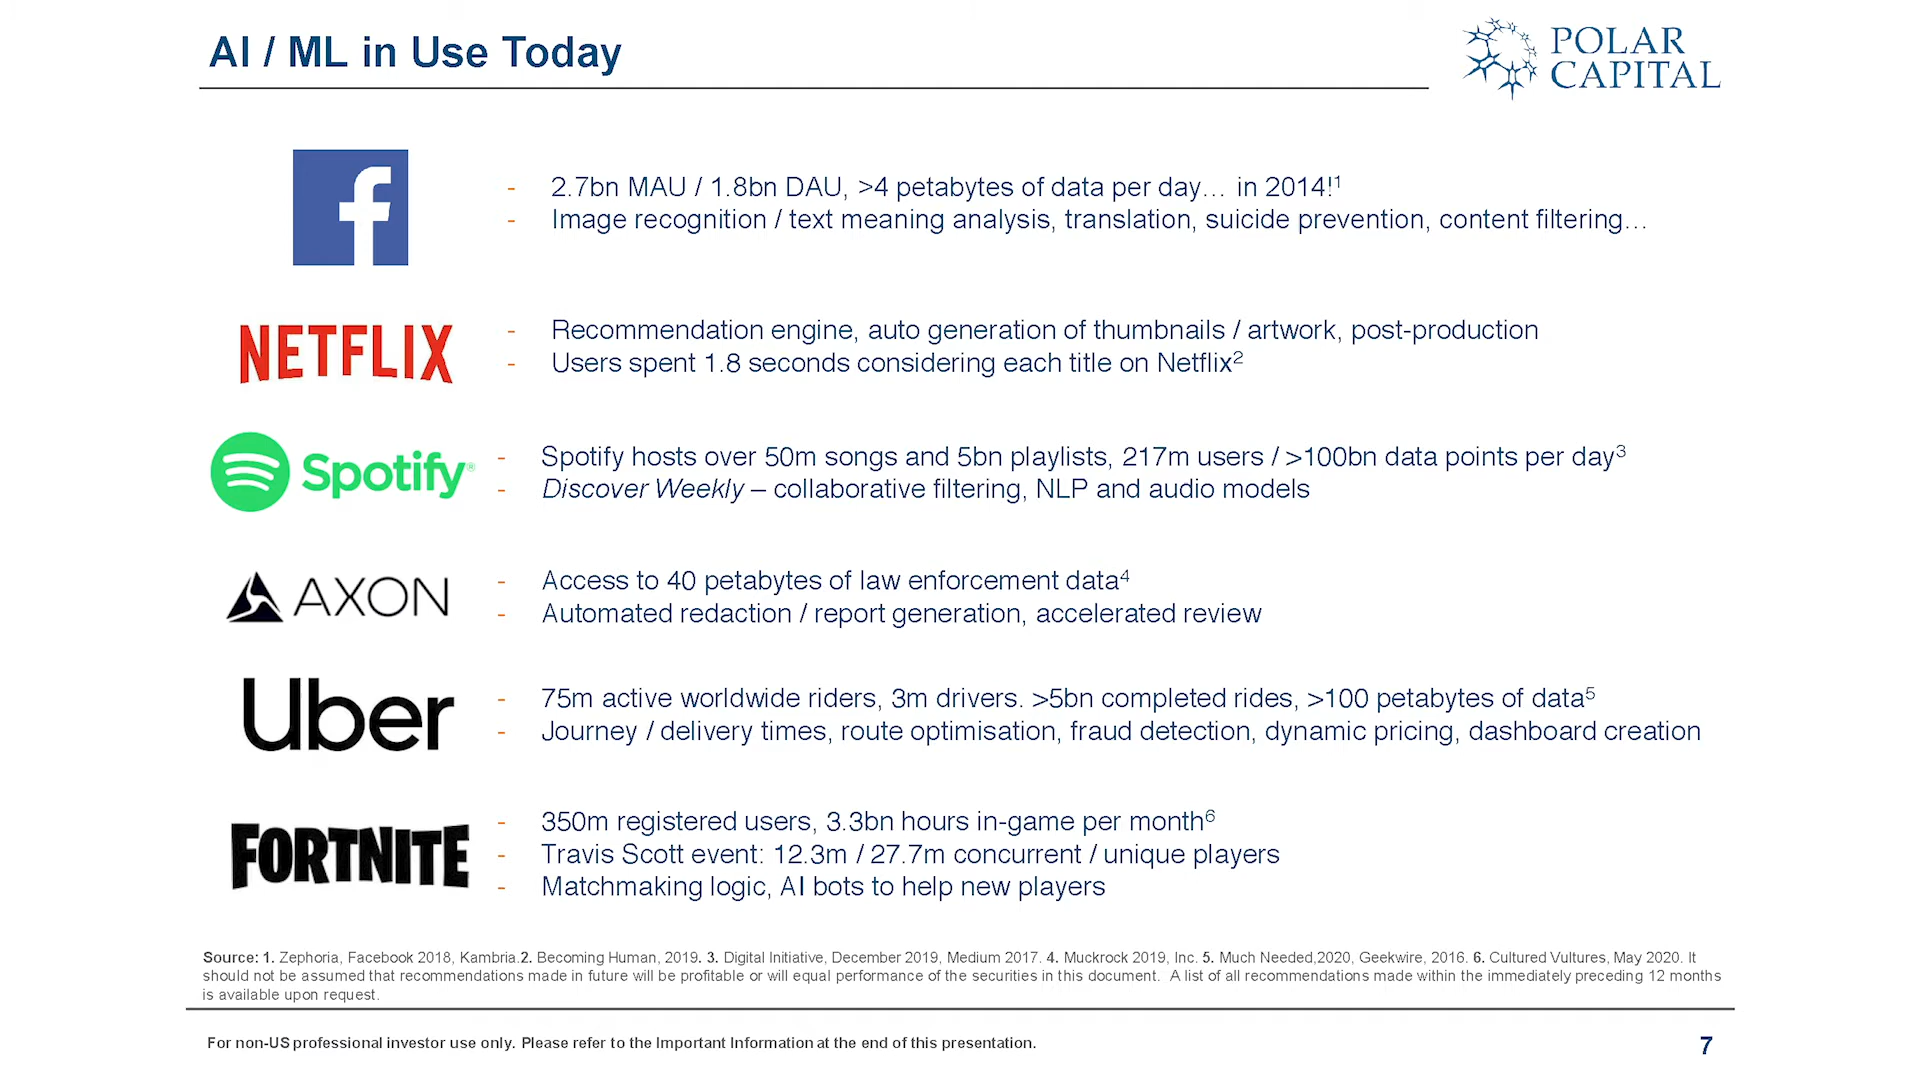 AI / ML in Use Today
POLAR
CAPITAL
f
- 2.7bn MAU / 1.8bn DAU, >4 petabytes of data per day… in 2014!¹
- Image recognition / text meaning analysis, translation, suicide prevention, content filtering…
NETFLIX
- Recommendation engine, auto generation of thumbnails / artwork, post-production
- Users spent 1.8 seconds considering each title on Netflix²
Spotify®
- Spotify hosts over 50m songs and 5bn playlists, 217m users / >100bn data points per day³
- Discover Weekly – collaborative filtering, NLP and audio models
AXON
- Access to 40 petabytes of law enforcement data⁴
- Automated redaction / report generation, accelerated review
Uber
- 75m active worldwide riders, 3m drivers. >5bn completed rides, >100 petabytes of data⁵
- Journey / delivery times, route optimisation, fraud detection, dynamic pricing, dashboard creation
FORTNITE
- 350m registered users, 3.3bn hours in-game per month⁶
- Travis Scott event: 12.3m / 27.7m concurrent / unique players
- Matchmaking logic, AI bots to help new players
Source: 1. Zephoria, Facebook 2018, Kambria.2. Becoming Human, 2019. 3. Digital Initiative, December 2019, Medium 2017. 4. Muckrock 2019, Inc. 5. Much Needed,2020, Geekwire, 2016. 6. Cultured Vultures, May 2020. It
should not be assumed that recommendations made in future will be profitable or will equal performance of the securities in this document. A list of all recommendations made within the immediately preceding 12 months
is available upon request.
For non-US professional investor use only. Please refer to the Important Information at the end of this presentation.
7